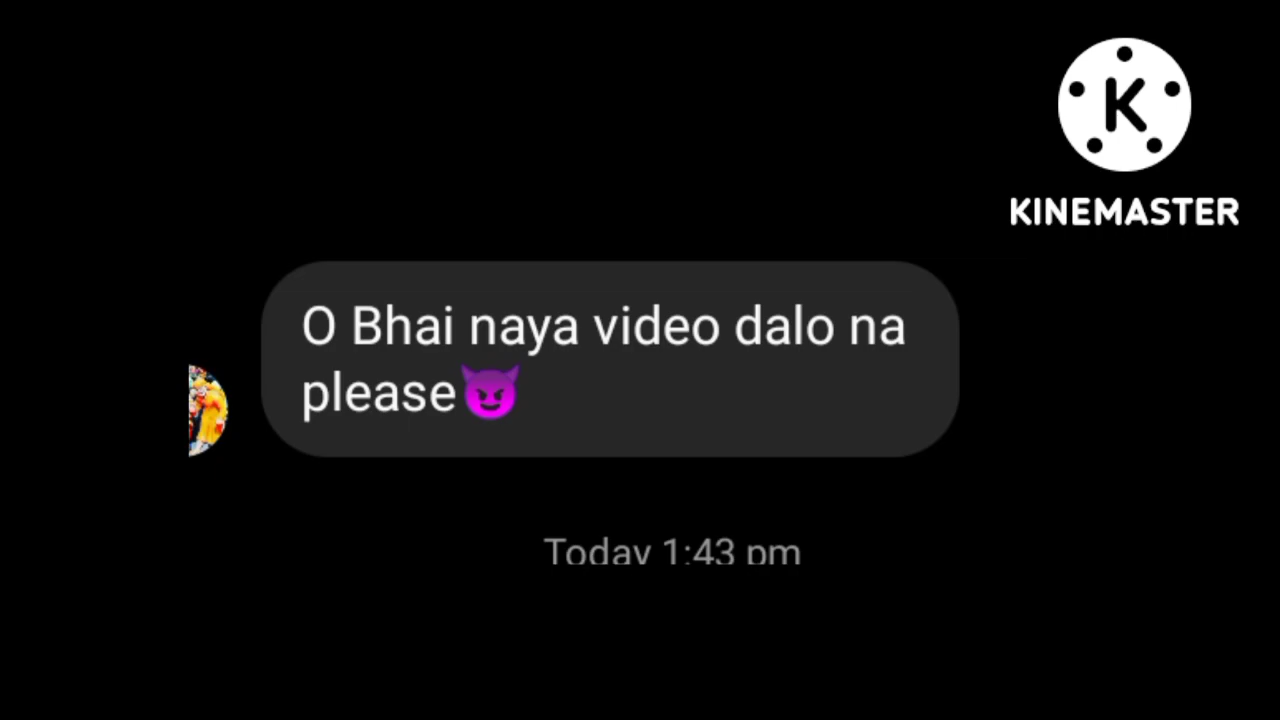 K
KINEMASTER
O Bhai naya video dalo na
please😈
Today 1:43 pm